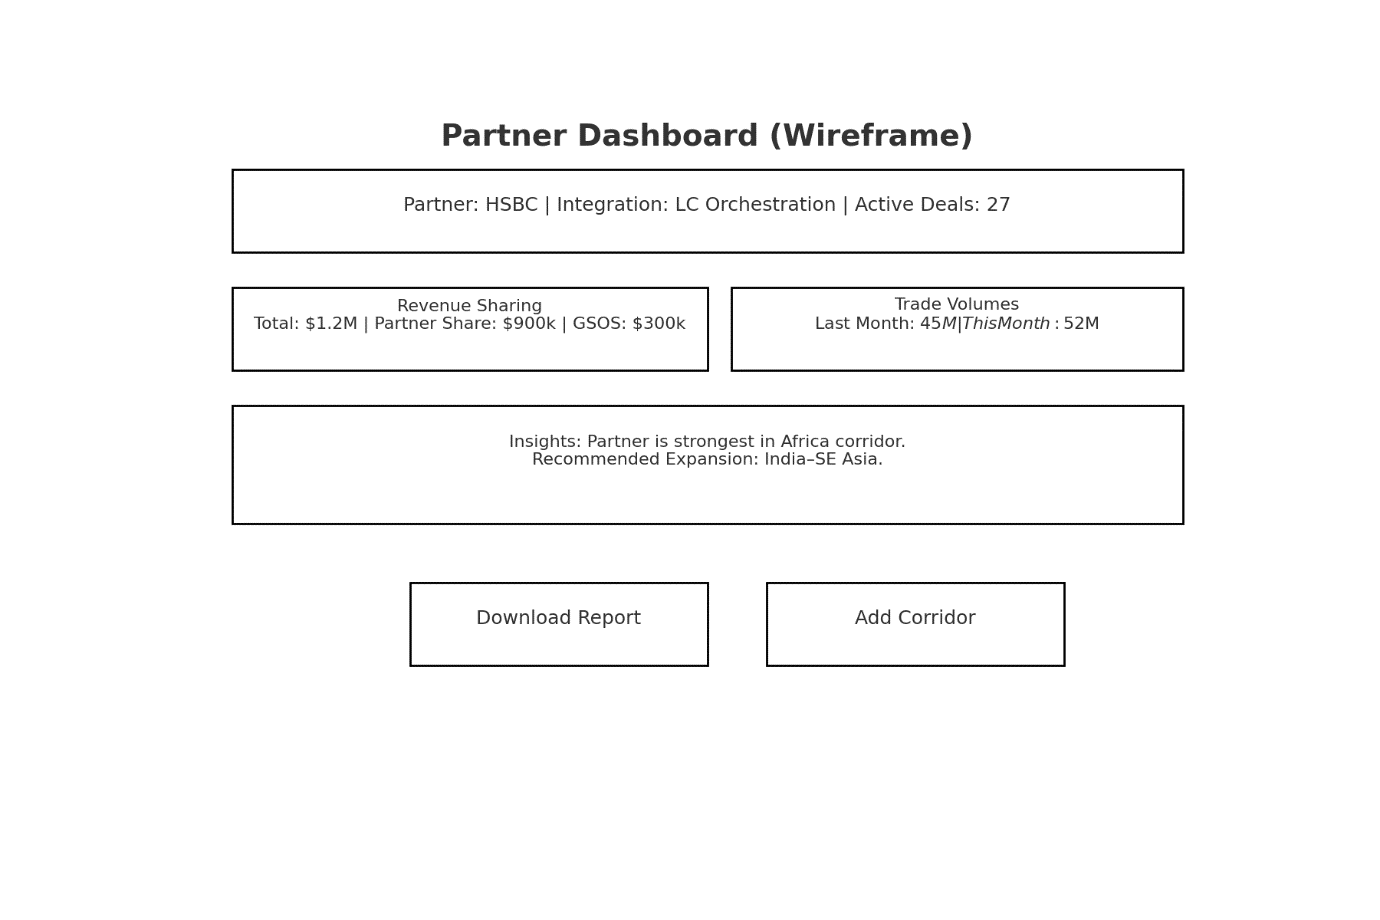 Partner Dashboard (Wireframe)
Partner: HSBC | Integration: LC Orchestration | Active Deals: 27
Revenue Sharing
Total: $1.2M | Partner Share: $900k | GSOS: $300k
Trade Volumes
Last Month: 45M|ThisMonth:52M
Insights: Partner is strongest in Africa corridor.
Recommended Expansion: India–SE Asia.
Download Report
Add Corridor